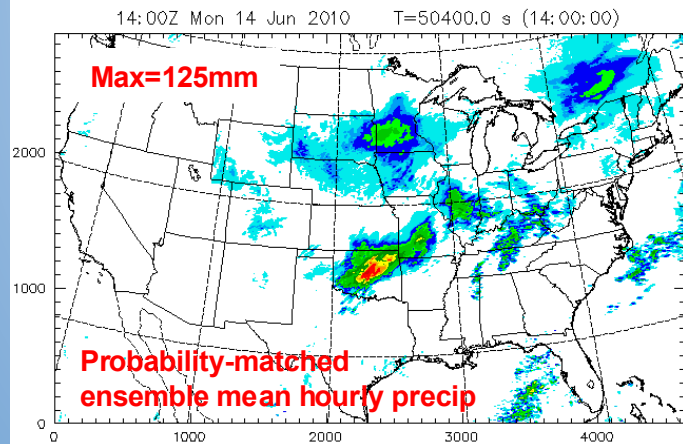 14:00Z Mon 14 Jun 2010 T=50400.0 s (14:00:00)
Max=125mm
2000
1000
Probability-matched
ensemble mean hourly precip
0
0 1000 2000 3000 4000